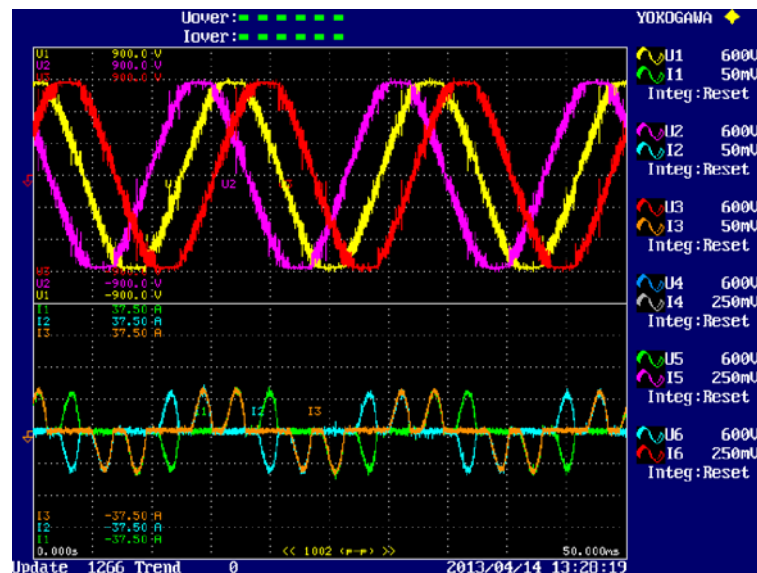 Uover:
Iover:
YOKOGAWA
U1 900.0 V
U2 900.0 V
U3 900.0 V
U1 600V
I1 50mV
Integ:Reset
U2 600V
I2 50mV
Integ:Reset
U3 600V
I3 50mV
Integ:Reset
U4 600V
I4 250mV
Integ:Reset
U5 600V
I5 250mV
Integ:Reset
U6 600V
I6 250mV
Integ:Reset
U2
U3 -900.0 V
U2 -900.0 V
U1 -900.0 V
I1 37.50 A
I2 37.50 A
I3 37.50 A
I1 I2 I3
I3 -37.50 A
I2 -37.50 A
I1 -37.50 A
0.000s << 1002 (p-p) >> 50.000ms
Update 1266 Trend 0 2013/04/14 13:28:19